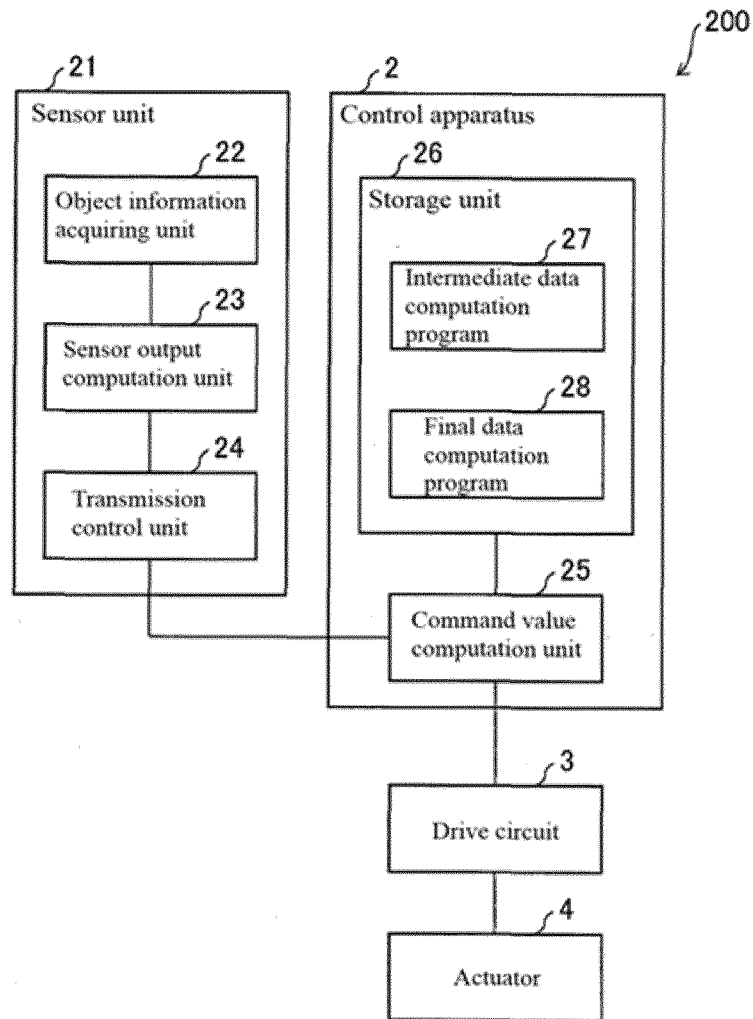 200
21
Sensor unit
22
Object information
acquiring unit
23
Sensor output
computation unit
24
Transmission
control unit
2
Control apparatus
26
Storage unit
27
Intermediate data
computation
program
28
Final data
computation
program
25
Command value
computation unit
3
Drive circuit
4
Actuator